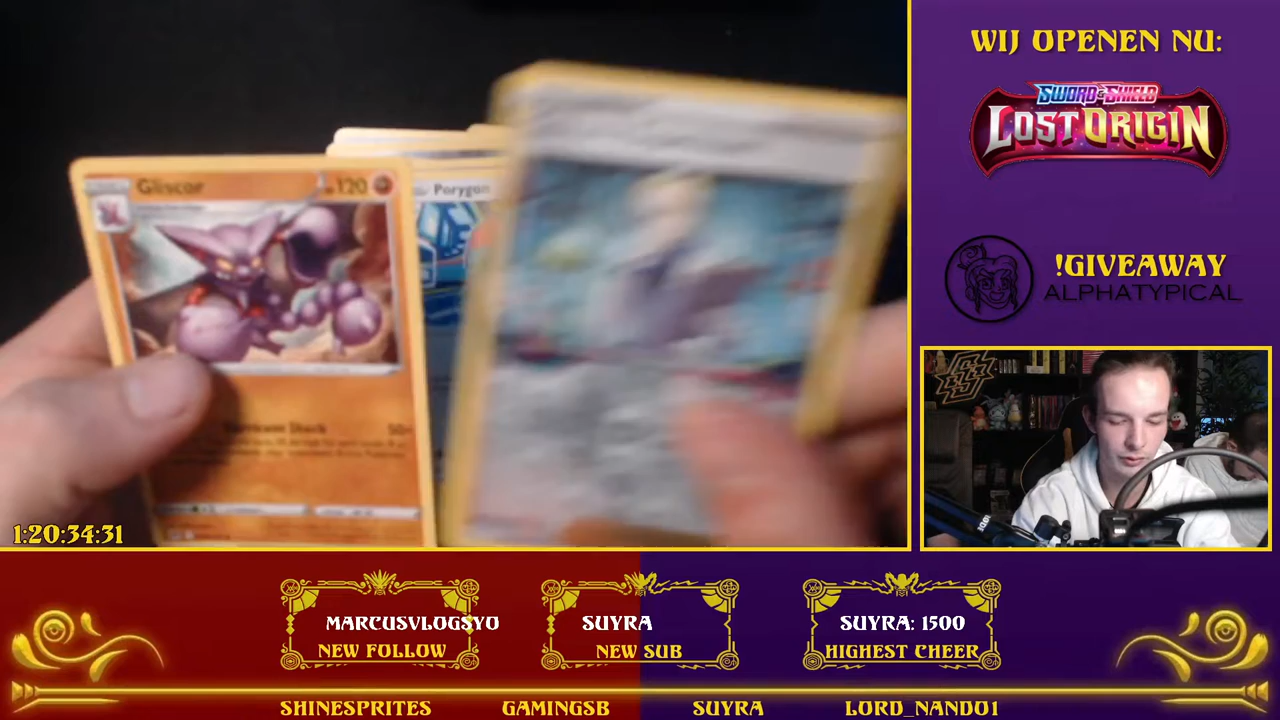 WIJ OPENEN NU:
SWORD & SHIELD
LOST ORIGIN
!GIVEAWAY
ALPHATYPICAL
Gliscor 120
Porygon
50
1:20:34:31
MARCUSVLOGSYO
NEW FOLLOW
SUYRA
NEW SUB
SUYRA: 1500
HIGHEST CHEER
SHINESPRITES GAMINGSB SUYRA LORD_NANDO1